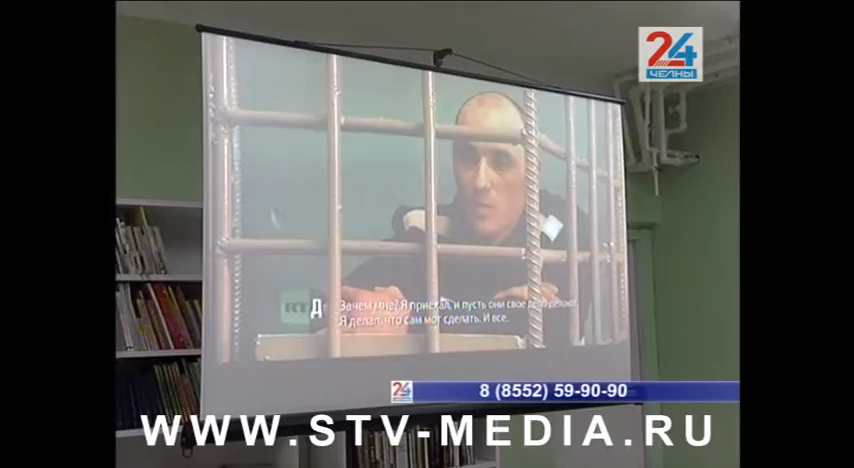 24
ЧЕЛНЫ
RT Д
Зачем мне? Я приехал, и пусть они свое дело делают.
Я делал, что сам мог сделать. И все.
24
8 (8552) 59-90-90
WWW.STV-MEDIA.RU